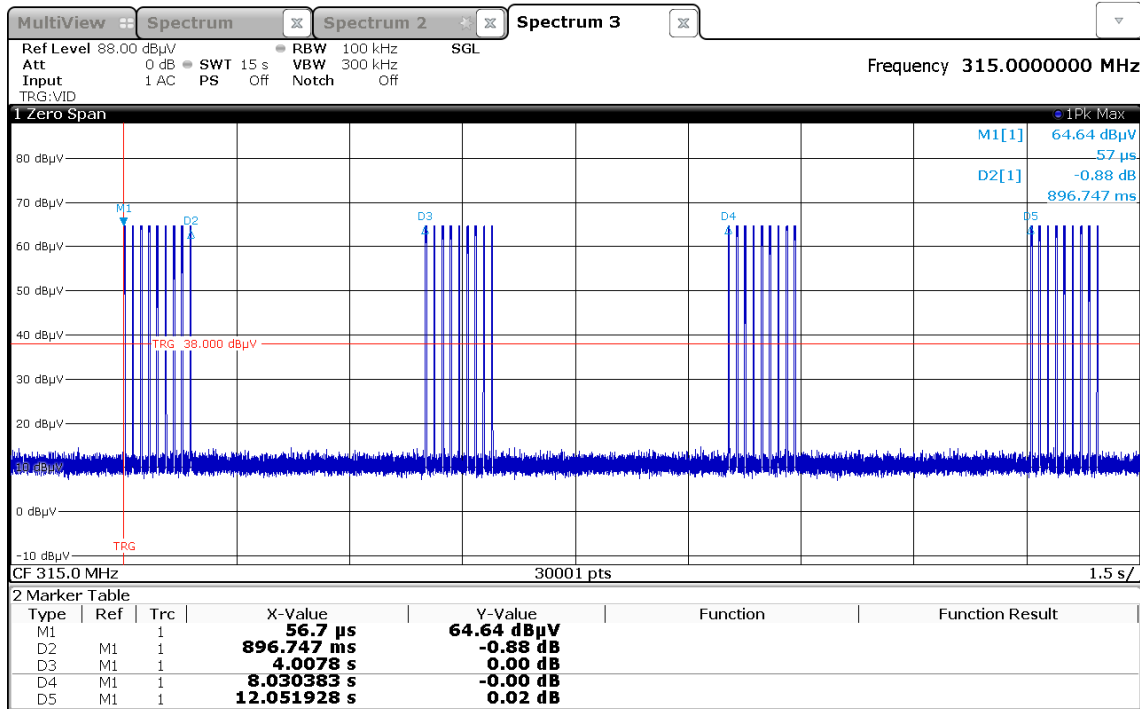 MultiView Spectrum Spectrum 2 Spectrum 3
Ref Level 88.00 dBµV RBW 100 kHz SGL
Att 0 dB SWT 15 s VBW 300 kHz
Input 1 AC PS Off Notch Off
Frequency 315.0000000 MHz
TRG:VID
1 Zero Span 1Pk Max
M1[1] 64.64 dBµV
57 µs
D2[1] -0.88 dB
896.747 ms
80 dBµV
70 dBµV
M1 D2 D3 D4 D5
60 dBµV
50 dBµV
40 dBµV
TRG 38.000 dBµV
30 dBµV
20 dBµV
10 dBµV
0 dBµV
TRG
-10 dBµV
CF 315.0 MHz 30001 pts 1.5 s/
2 Marker Table
Type Ref Trc X-Value Y-Value Function Function Result
M1 1 56.7 µs 64.64 dBµV
D2 M1 1 896.747 ms -0.88 dB
D3 M1 1 4.0078 s 0.00 dB
D4 M1 1 8.030383 s -0.00 dB
D5 M1 1 12.051928 s 0.02 dB